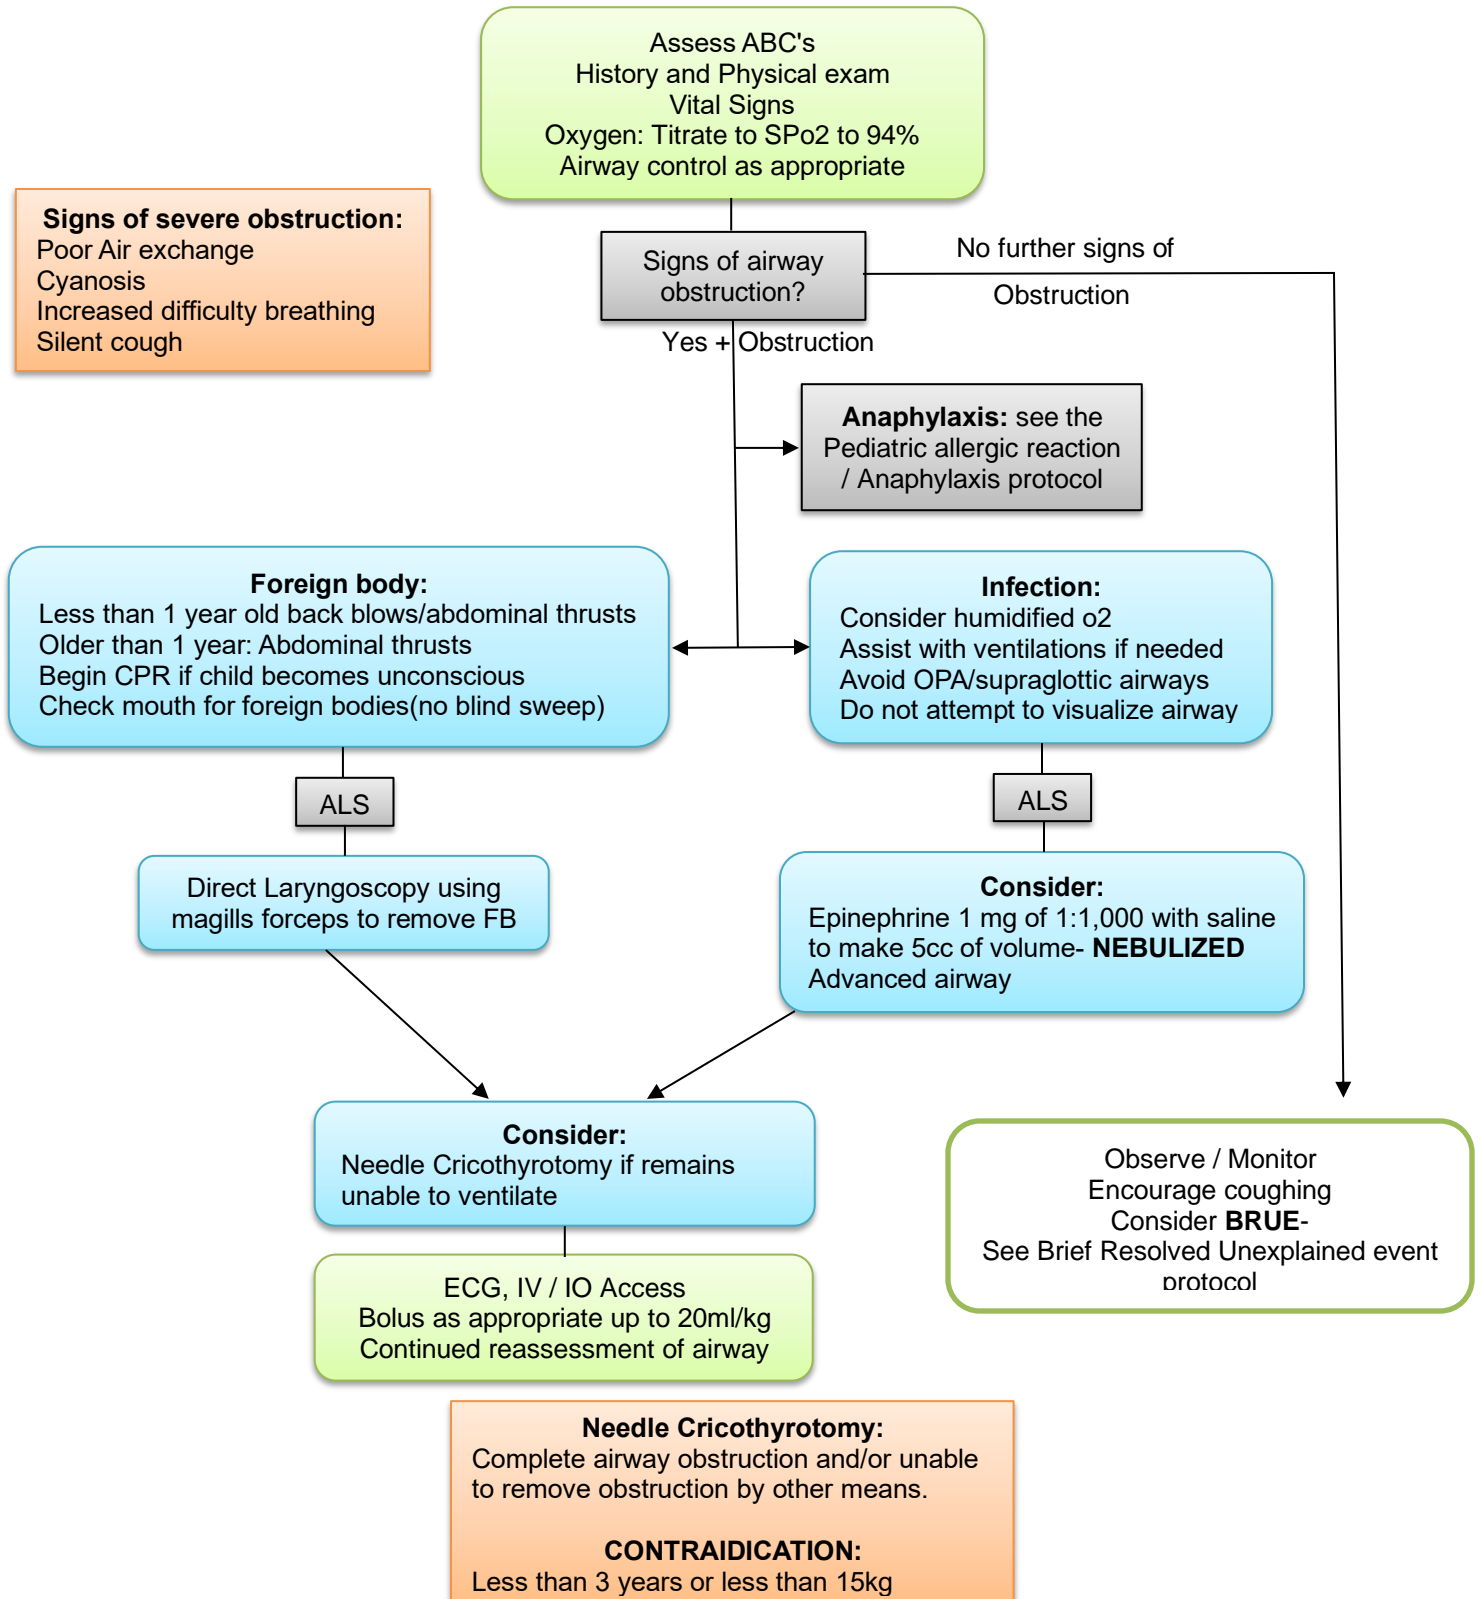 Assess ABC's
History and Physical exam
Vital Signs
Oxygen: Titrate to SPo2 to 94%
Airway control as appropriate
Signs of severe obstruction:
Poor Air exchange
Cyanosis
Increased difficulty breathing
Silent cough
Signs of airway
obstruction?
No further signs of
Obstruction
Yes + Obstruction
Anaphylaxis: see the
Pediatric allergic reaction
/ Anaphylaxis protocol
Foreign body:
Less than 1 year old back blows/abdominal thrusts
Older than 1 year: Abdominal thrusts
Begin CPR if child becomes unconscious
Check mouth for foreign bodies(no blind sweep)
Infection:
Consider humidified o2
Assist with ventilations if needed
Avoid OPA/supraglottic airways
Do not attempt to visualize airway
ALS
ALS
Direct Laryngoscopy using
magills forceps to remove FB
Consider:
Epinephrine 1 mg of 1:1,000 with saline
to make 5cc of volume- NEBULIZED
Advanced airway
Consider:
Needle Cricothyrotomy if remains
unable to ventilate
Observe / Monitor
Encourage coughing
Consider BRUE-
See Brief Resolved Unexplained event
protocol
ECG, IV / IO Access
Bolus as appropriate up to 20ml/kg
Continued reassessment of airway
Needle Cricothyrotomy:
Complete airway obstruction and/or unable
to remove obstruction by other means.
CONTRAIDICATION:
Less than 3 years or less than 15kg